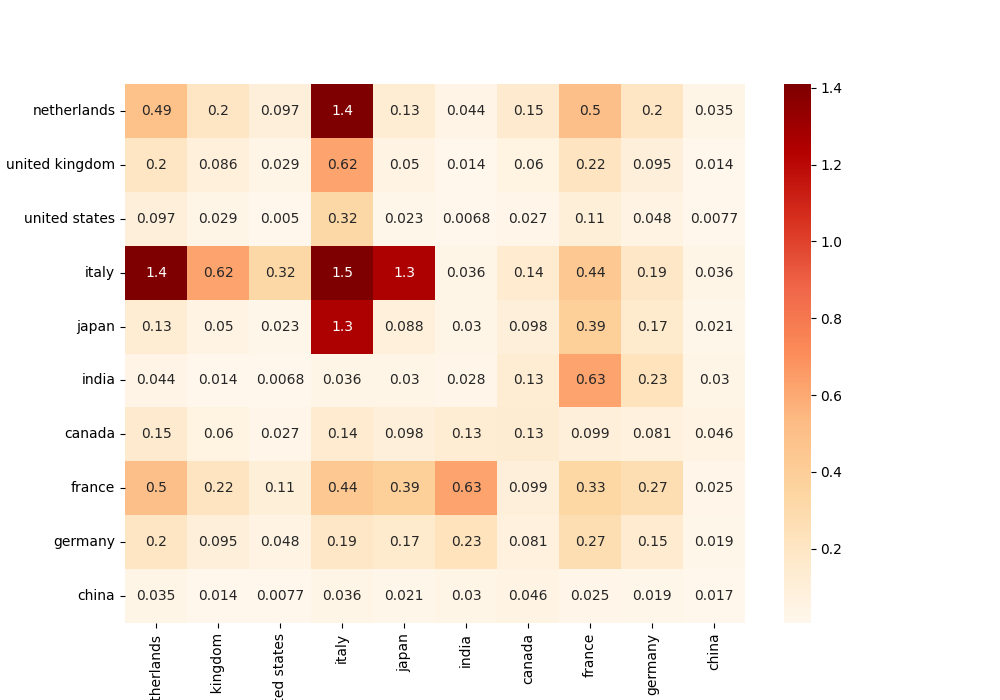 netherlands 0.49 0.2 0.097 1.4 0.13 0.044 0.15 0.5 0.2 0.035
united kingdom 0.2 0.086 0.029 0.62 0.05 0.014 0.06 0.22 0.095 0.014
united states 0.097 0.029 0.005 0.32 0.023 0.0068 0.027 0.11 0.048 0.0077
italy 1.4 0.62 0.32 1.5 1.3 0.036 0.14 0.44 0.19 0.036
japan 0.13 0.05 0.023 1.3 0.088 0.03 0.098 0.39 0.17 0.021
india 0.044 0.014 0.0068 0.036 0.03 0.028 0.13 0.63 0.23 0.03
canada 0.15 0.06 0.027 0.14 0.098 0.13 0.13 0.099 0.081 0.046
france 0.5 0.22 0.11 0.44 0.39 0.63 0.099 0.33 0.27 0.025
germany 0.2 0.095 0.048 0.19 0.17 0.23 0.081 0.27 0.15 0.019
china 0.035 0.014 0.0077 0.036 0.021 0.03 0.046 0.025 0.019 0.017
therlands
kingdom
ed states
italy
japan
india
canada
france
germany
china
1.4
1.2
1.0
0.8
0.6
0.4
0.2